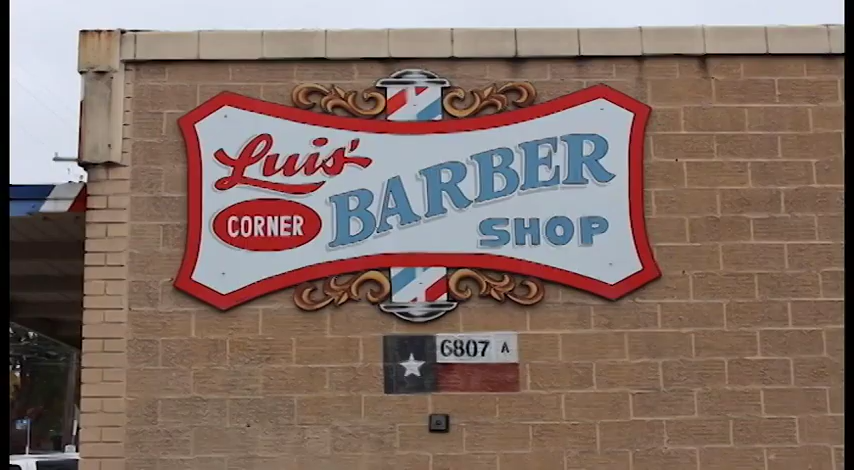 Luis'
CORNER
BARBER
SHOP
6807 A